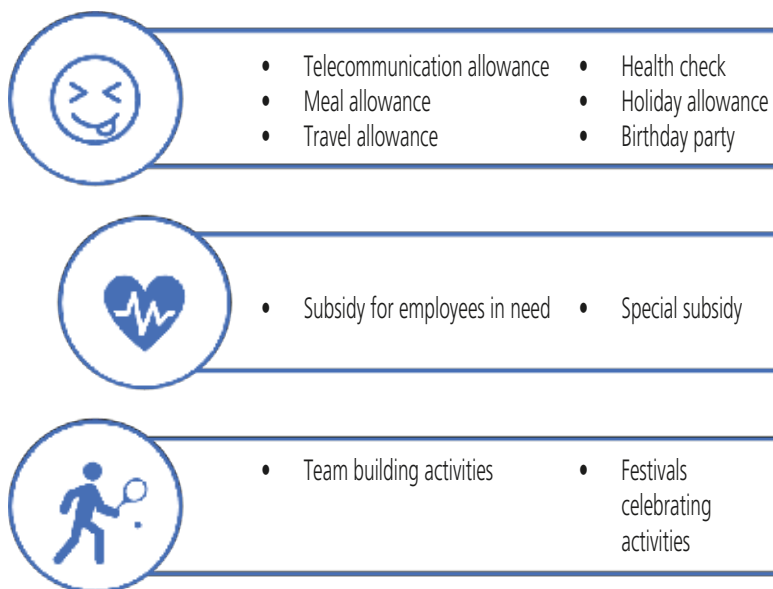 • Telecommunication allowance • Health check
• Meal allowance • Holiday allowance
• Travel allowance • Birthday party
• Subsidy for employees in need • Special subsidy
• Team building activities • Festivals
celebrating
activities